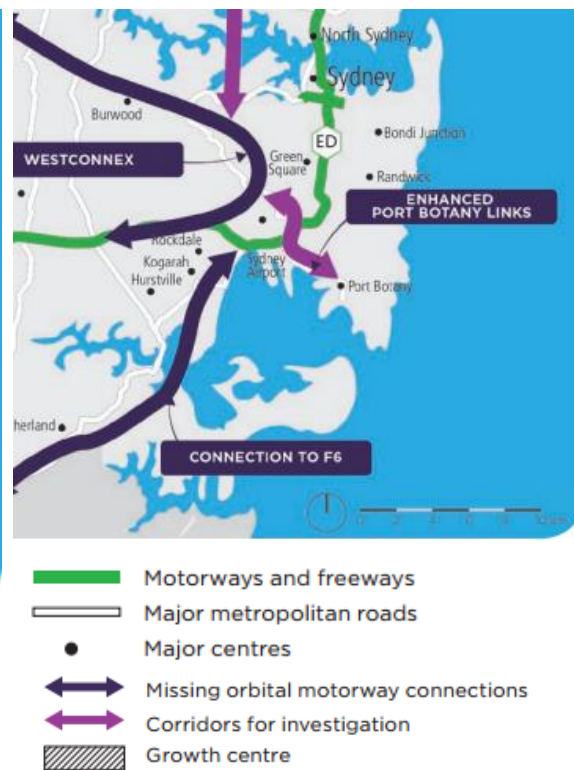 North Sydney
Sydney
Burwood
ED
Bondi Junction
Green
Square
WESTCONNEX
Randwick
ENHANCED
PORT BOTANY LINKS
Rockdale
Kogarah
Sydney
Airport
Hurstville
Port Botany
herland
CONNECTION TO F6
0 2 4 6 8 10km
Motorways and freeways
Major metropolitan roads
Major centres
Missing orbital motorway connections
Corridors for investigation
Growth centre